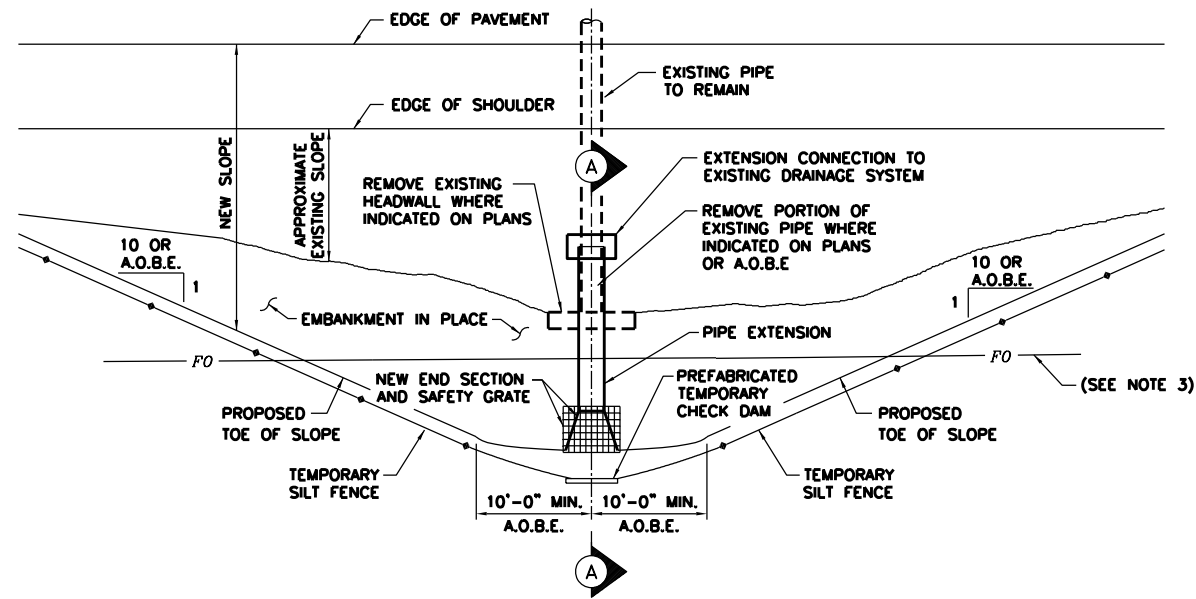 EDGE OF PAVEMENT
EXISTING PIPE
TO REMAIN
EDGE OF SHOULDER
NEW SLOPE
APPROXIMATE
EXISTING SLOPE
A
EXTENSION CONNECTION TO
EXISTING DRAINAGE SYSTEM
REMOVE EXISTING
HEADWALL WHERE
INDICATED ON PLANS
REMOVE PORTION OF
EXISTING PIPE WHERE
INDICATED ON PLANS
OR A.O.B.E
10 OR
A.O.B.E.
1
10 OR
A.O.B.E.
1
EMBANKMENT IN PLACE
PIPE EXTENSION
FO
FO
(SEE NOTE 3)
NEW END SECTION
AND SAFETY GRATE
PREFABRICATED
TEMPORARY
CHECK DAM
PROPOSED
TOE OF SLOPE
PROPOSED
TOE OF SLOPE
TEMPORARY
SILT FENCE
TEMPORARY
SILT FENCE
10'-0" MIN.
A.O.B.E.
10'-0" MIN.
A.O.B.E.
A